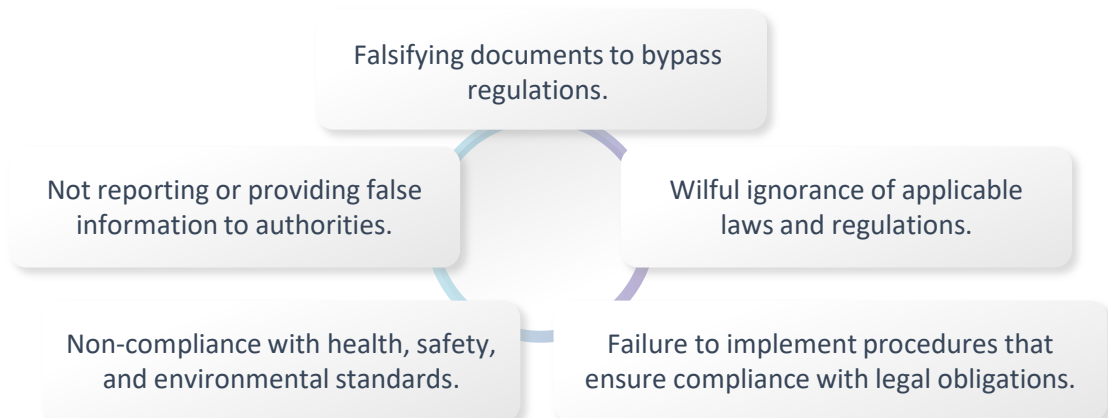 Falsifying documents to bypass
regulations.
Not reporting or providing false
information to authorities.
Wilful ignorance of applicable
laws and regulations.
Non-compliance with health, safety,
and environmental standards.
Failure to implement procedures that
ensure compliance with legal obligations.